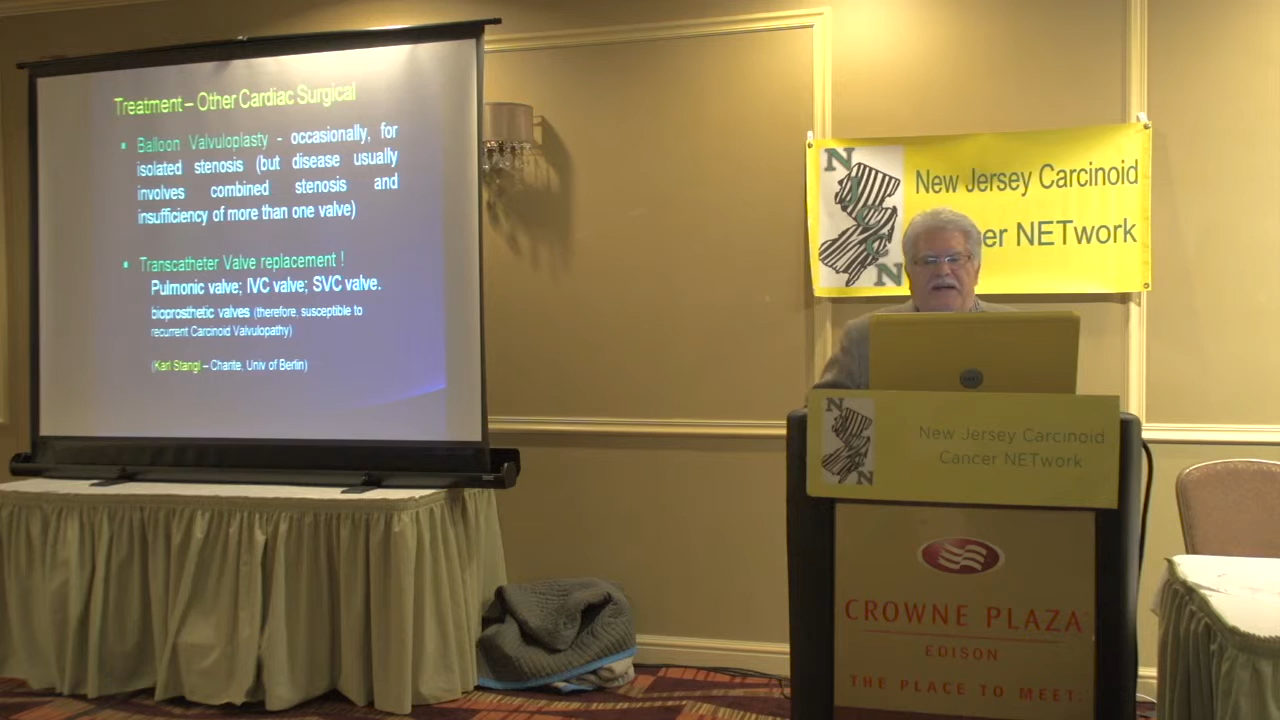 Treatment – Other Cardiac Surgical
▪ Balloon Valvuloplasty - occasionally, for
isolated stenosis (but disease usually
involves combined stenosis and
insufficiency of more than one valve)
▪ Transcatheter Valve replacement !
Pulmonic valve; IVC valve; SVC valve.
bioprosthetic valves (therefore, susceptible to
recurrent Carcinoid Valvulopathy)
(Karl Stangl – Charite, Univ of Berlin)
NJCCN
New Jersey Carcinoid
er NETwork
NJCCN
New Jersey Carcinoid
Cancer NETwork
CROWNE PLAZA
EDISON
THE PLACE TO MEET.